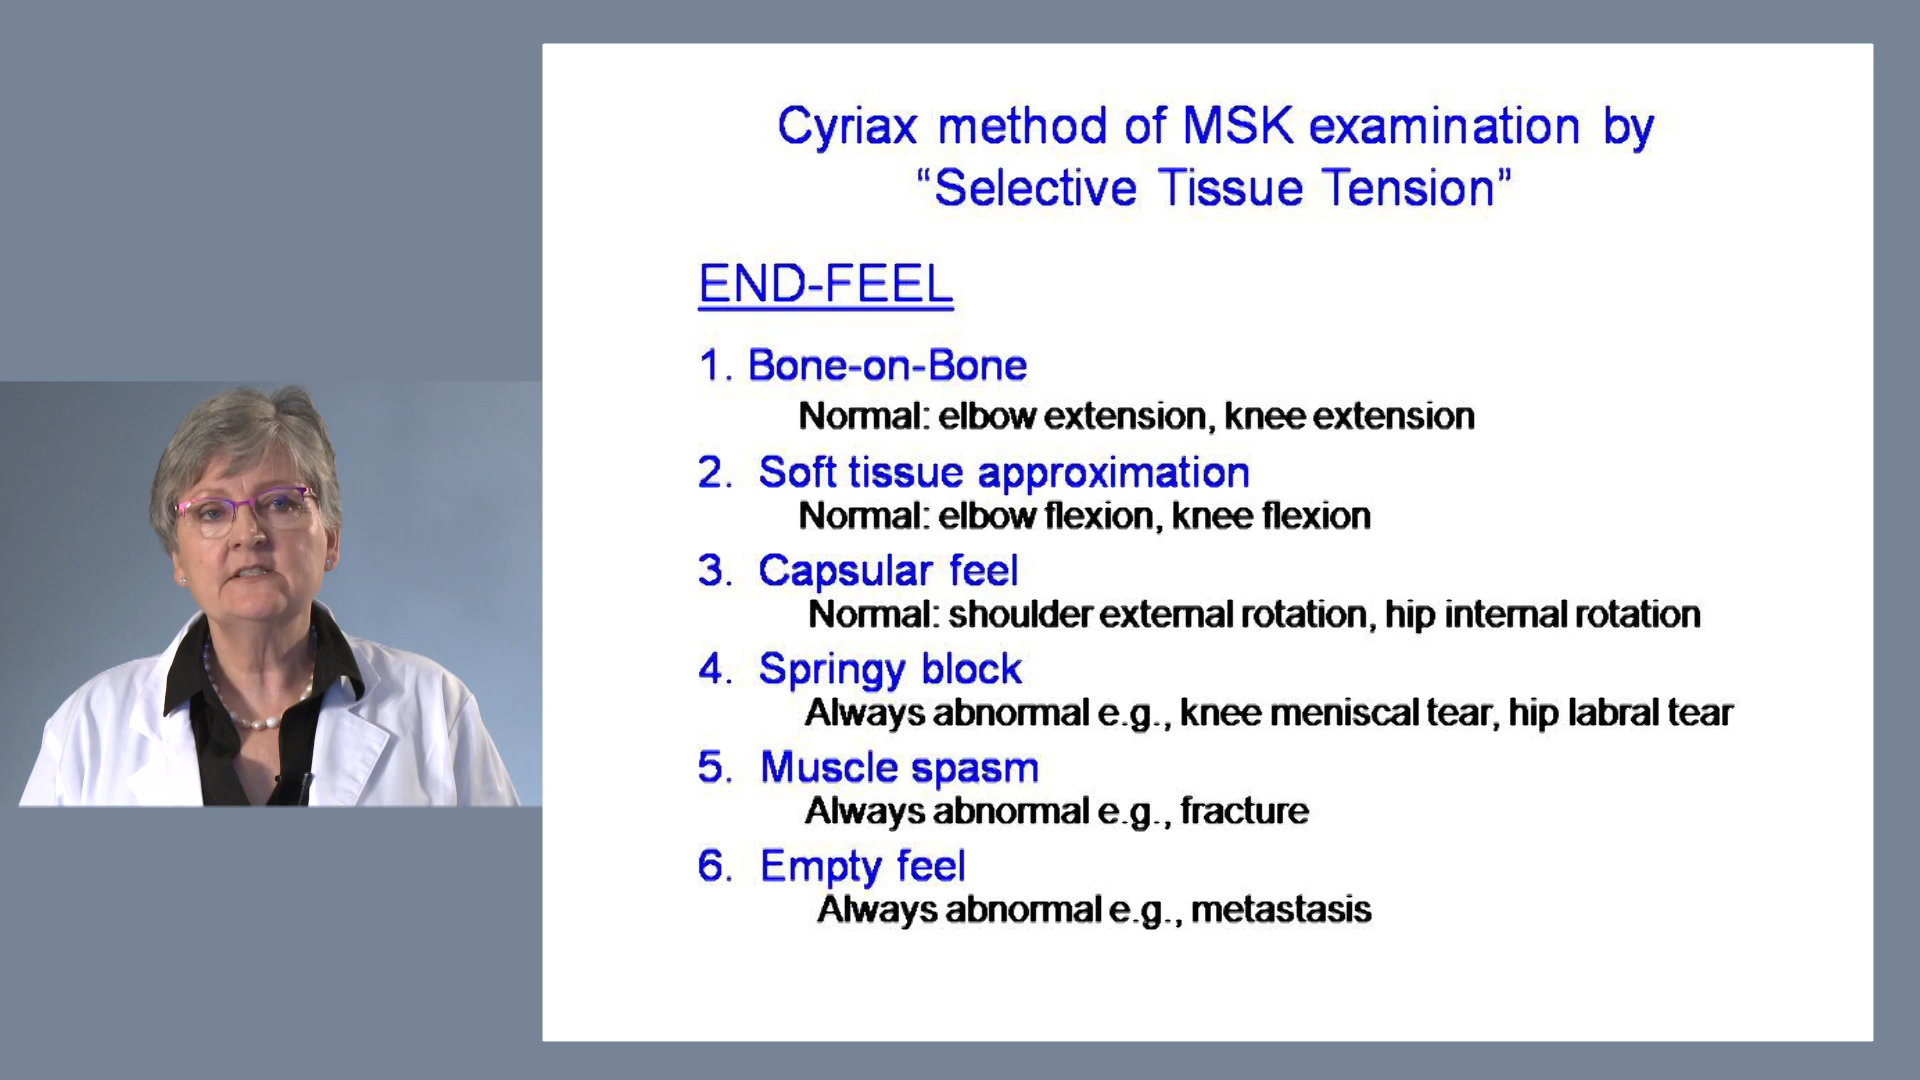 Cyriax method of MSK examination by
“Selective Tissue Tension”
END-FEEL
1. Bone-on-Bone
Normal: elbow extension, knee extension
2. Soft tissue approximation
Normal: elbow flexion, knee flexion
3. Capsular feel
Normal: shoulder external rotation, hip internal rotation
4. Springy block
Always abnormal e.g., knee meniscal tear, hip labral tear
5. Muscle spasm
Always abnormal e.g., fracture
6. Empty feel
Always abnormal e.g., metastasis